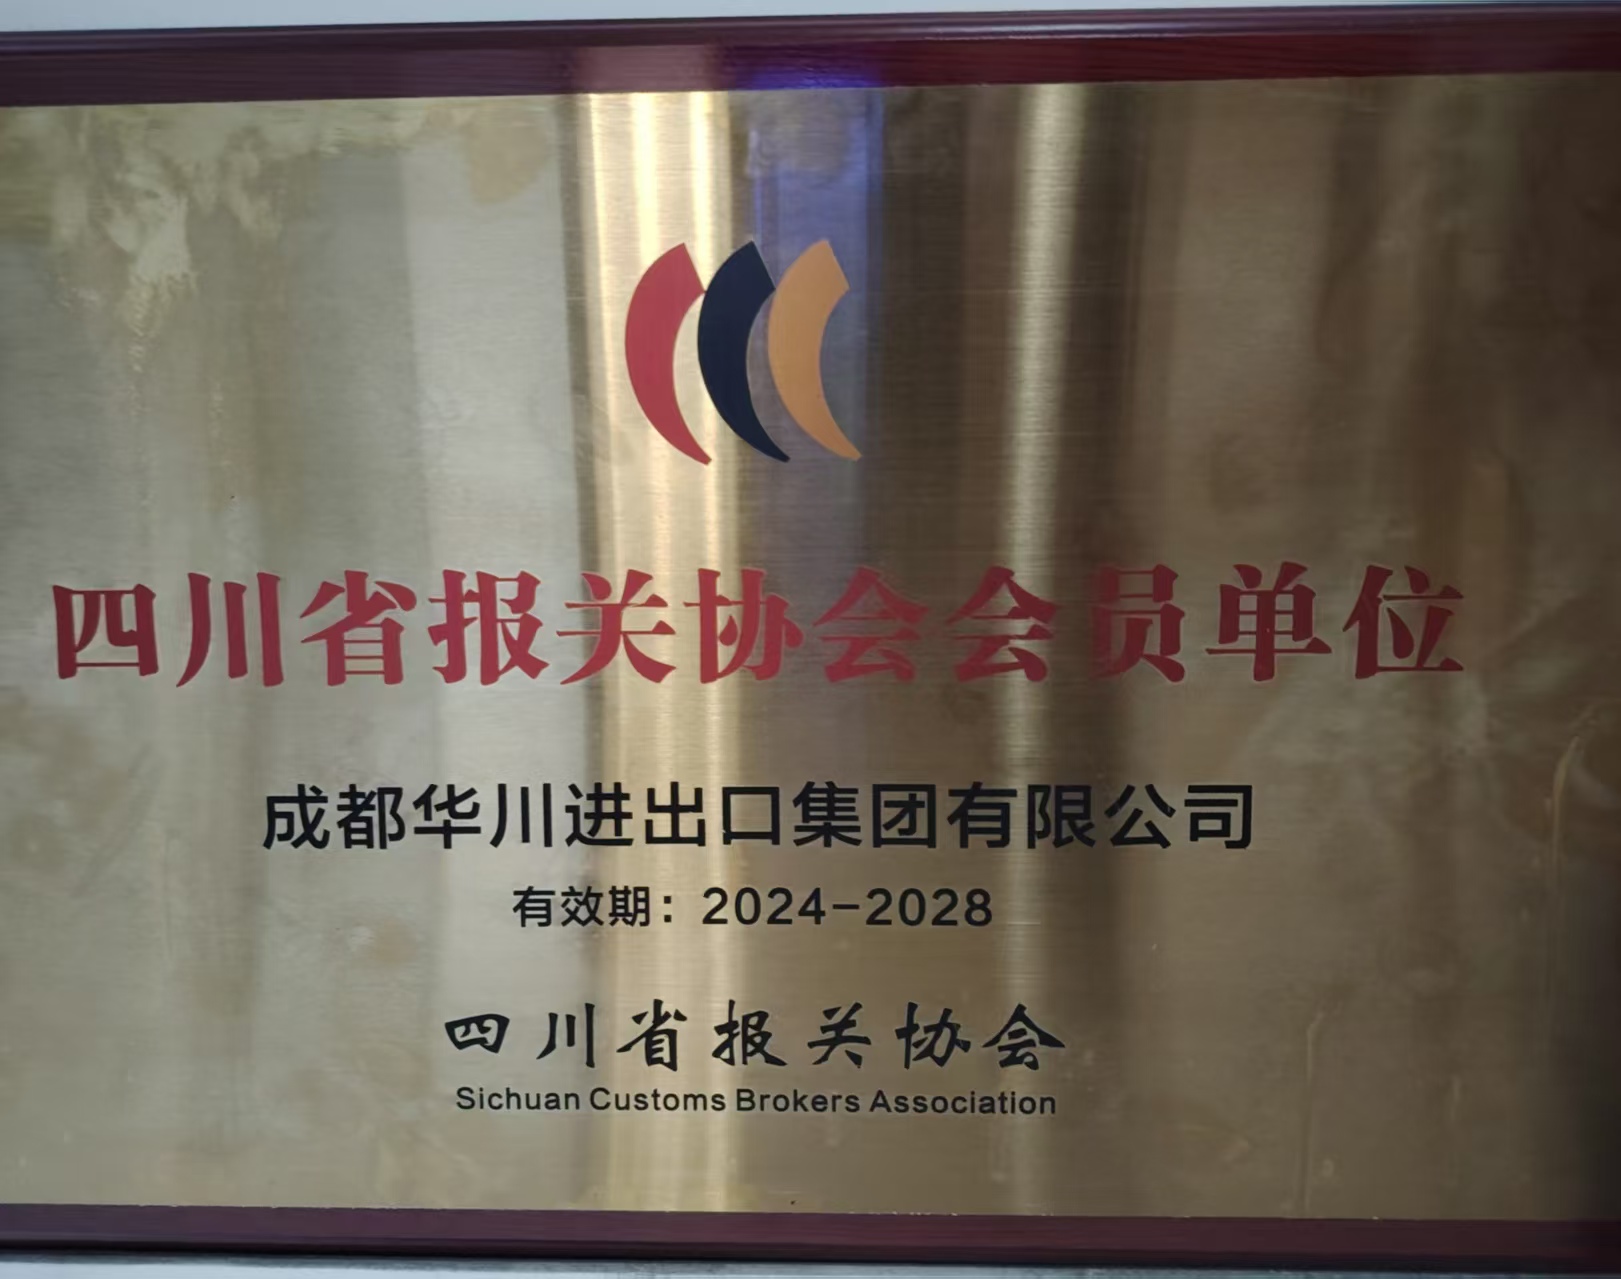 四川省报关协会会员单位
成都华川进出口集团有限公司
有效期：2024-2028
四川省报关协会
Sichuan Customs Brokers Association